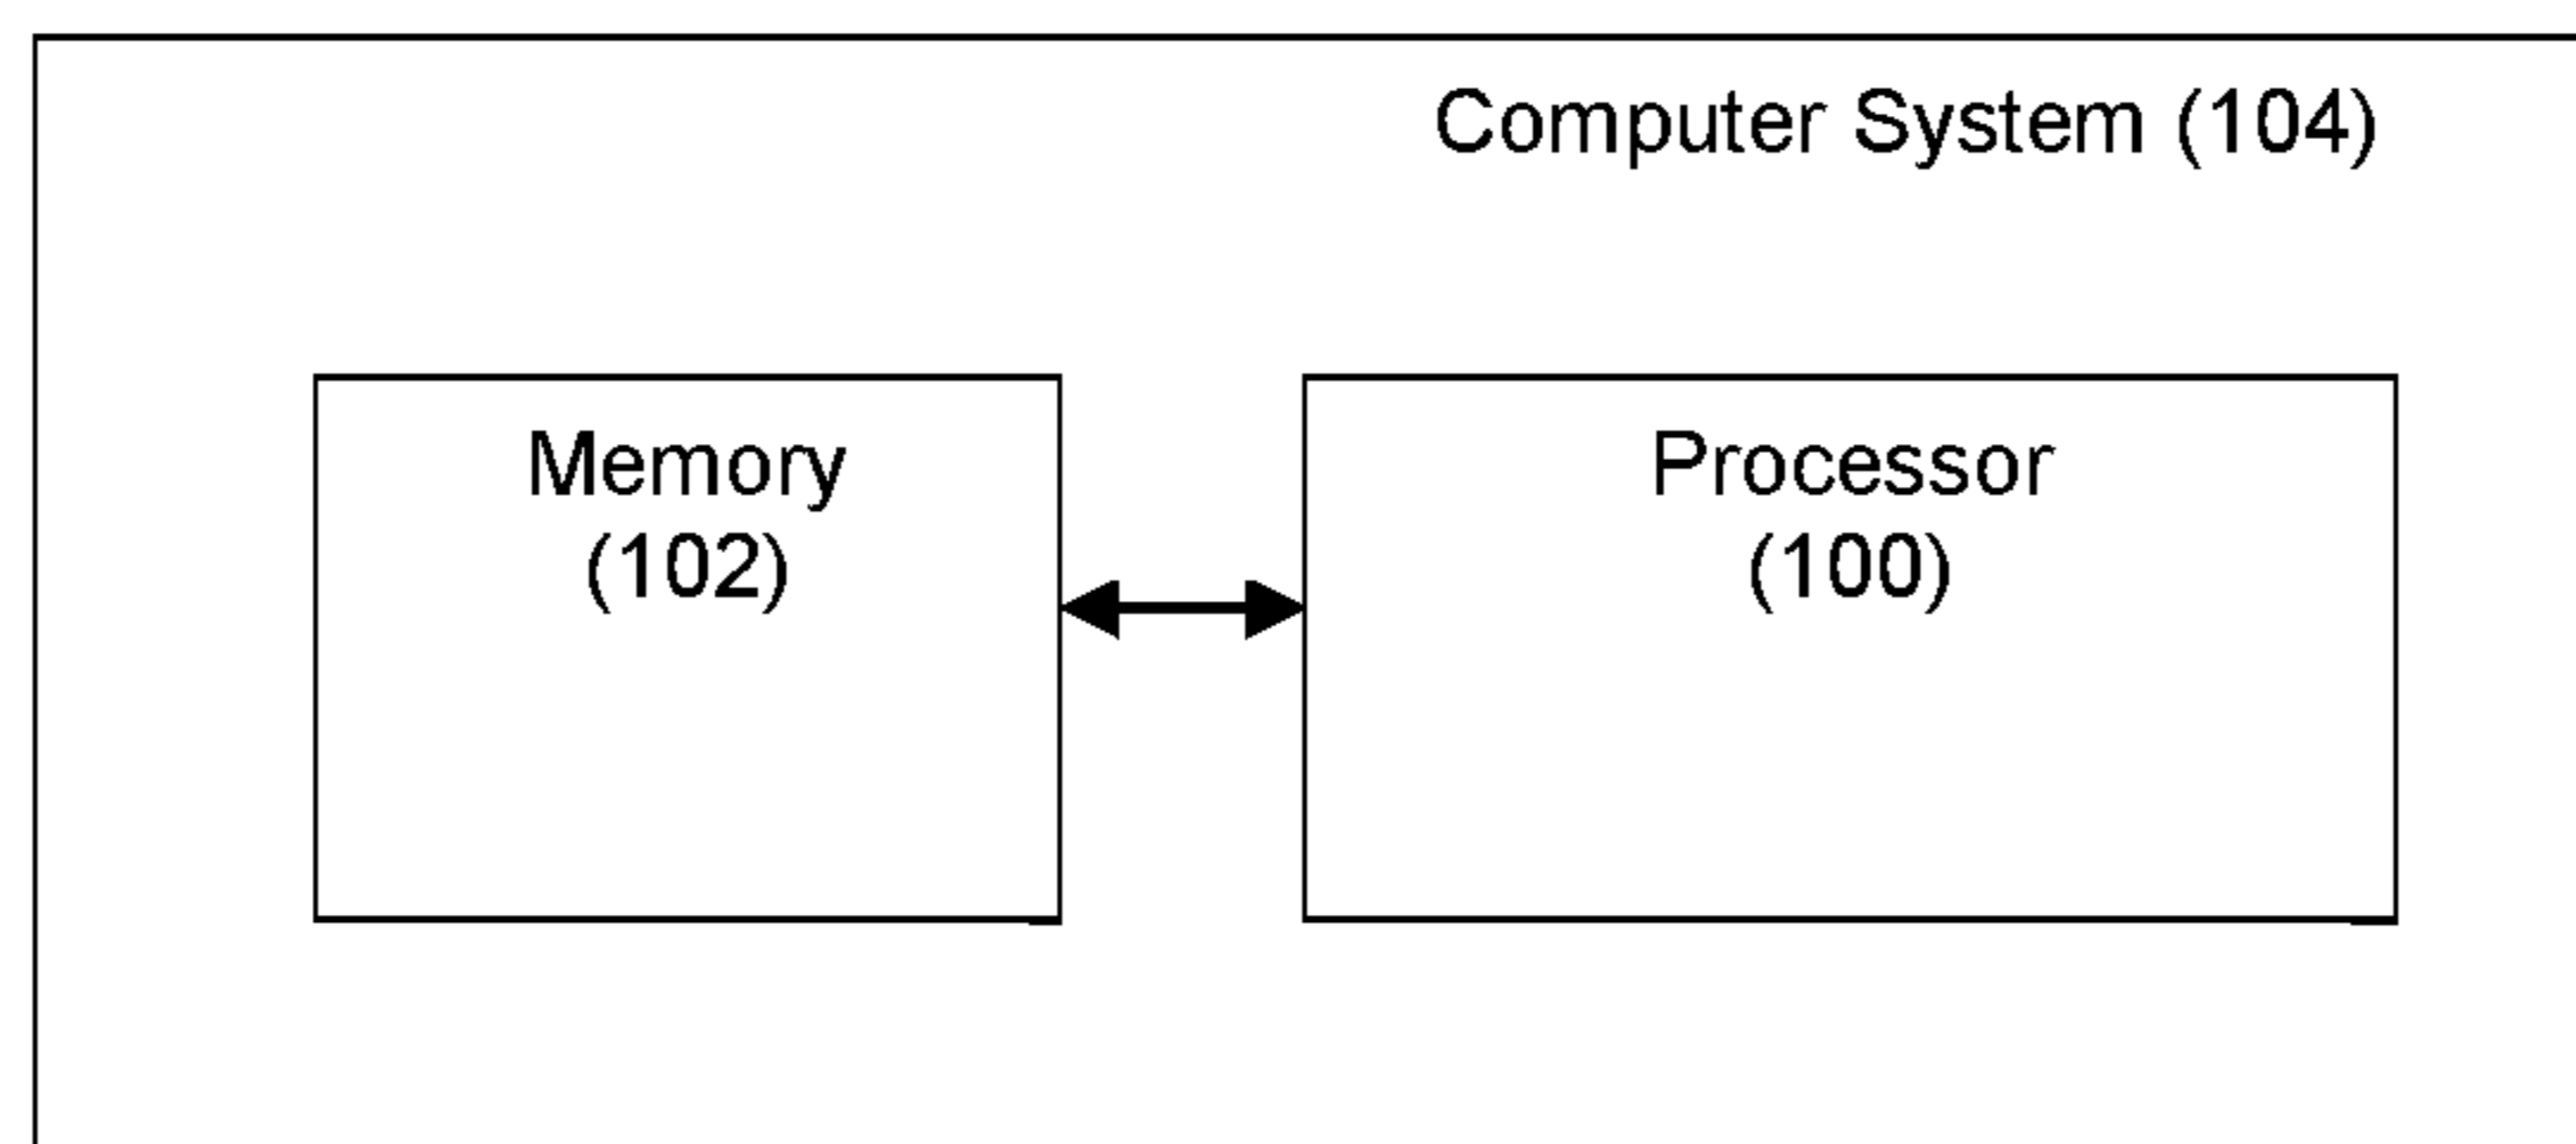 Computer System (104)
Memory
(102)
Processor
(100)